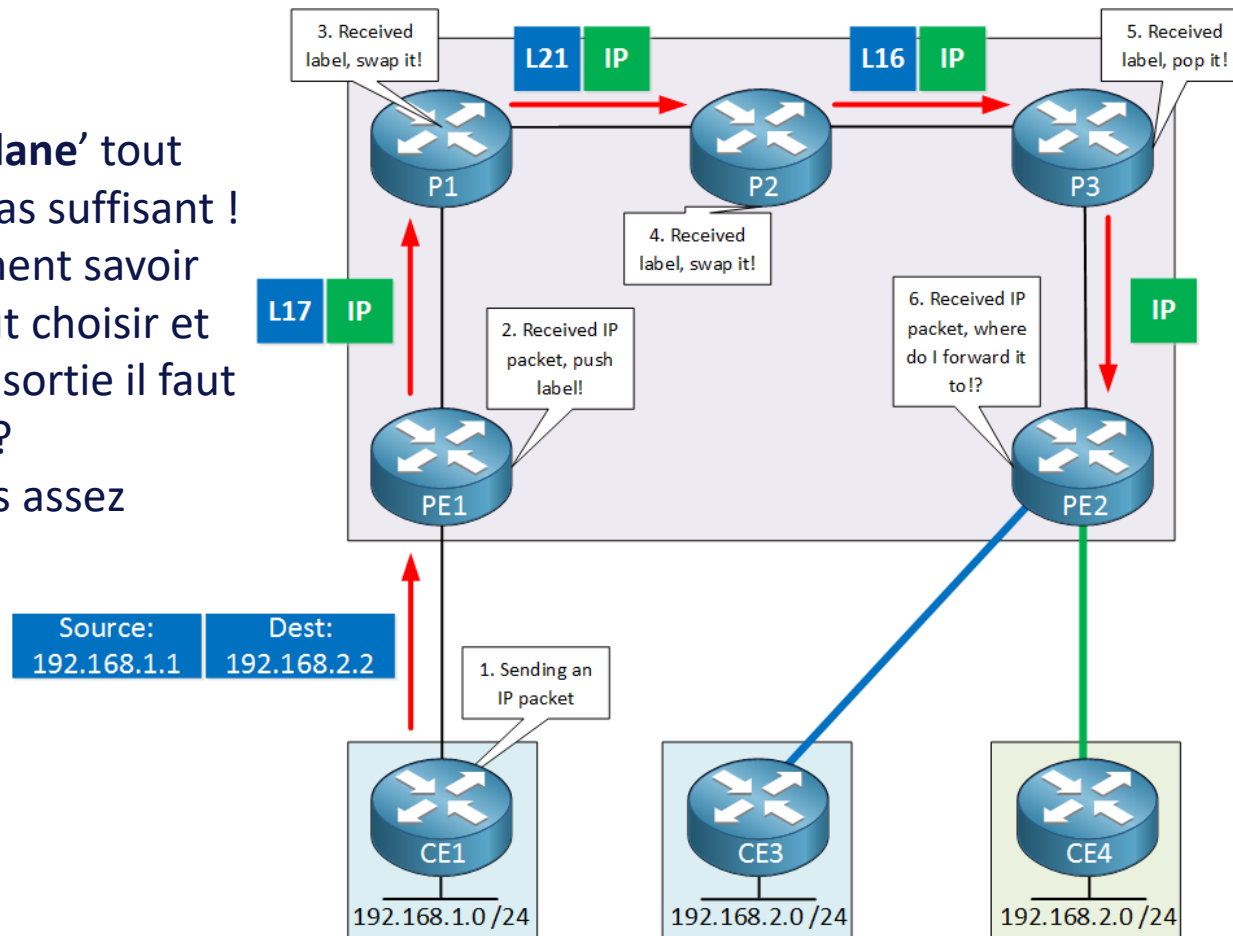 lane’ tout
as suffisant !
nent savoir
ut choisir et
sortie il faut
?
s assez
3. Received
label, swap it!
L21 IP
L16 IP
5. Received
label, pop it!
P1
P2
P3
4. Received
label, swap it!
L17 IP
2. Received IP
packet, push
label!
6. Received IP
packet, where
do I forward it
to!?
IP
PE1
PE2
Source:
192.168.1.1
Dest:
192.168.2.2
1. Sending an
IP packet
CE1
CE3
CE4
192.168.1.0 /24
192.168.2.0 /24
192.168.2.0 /24